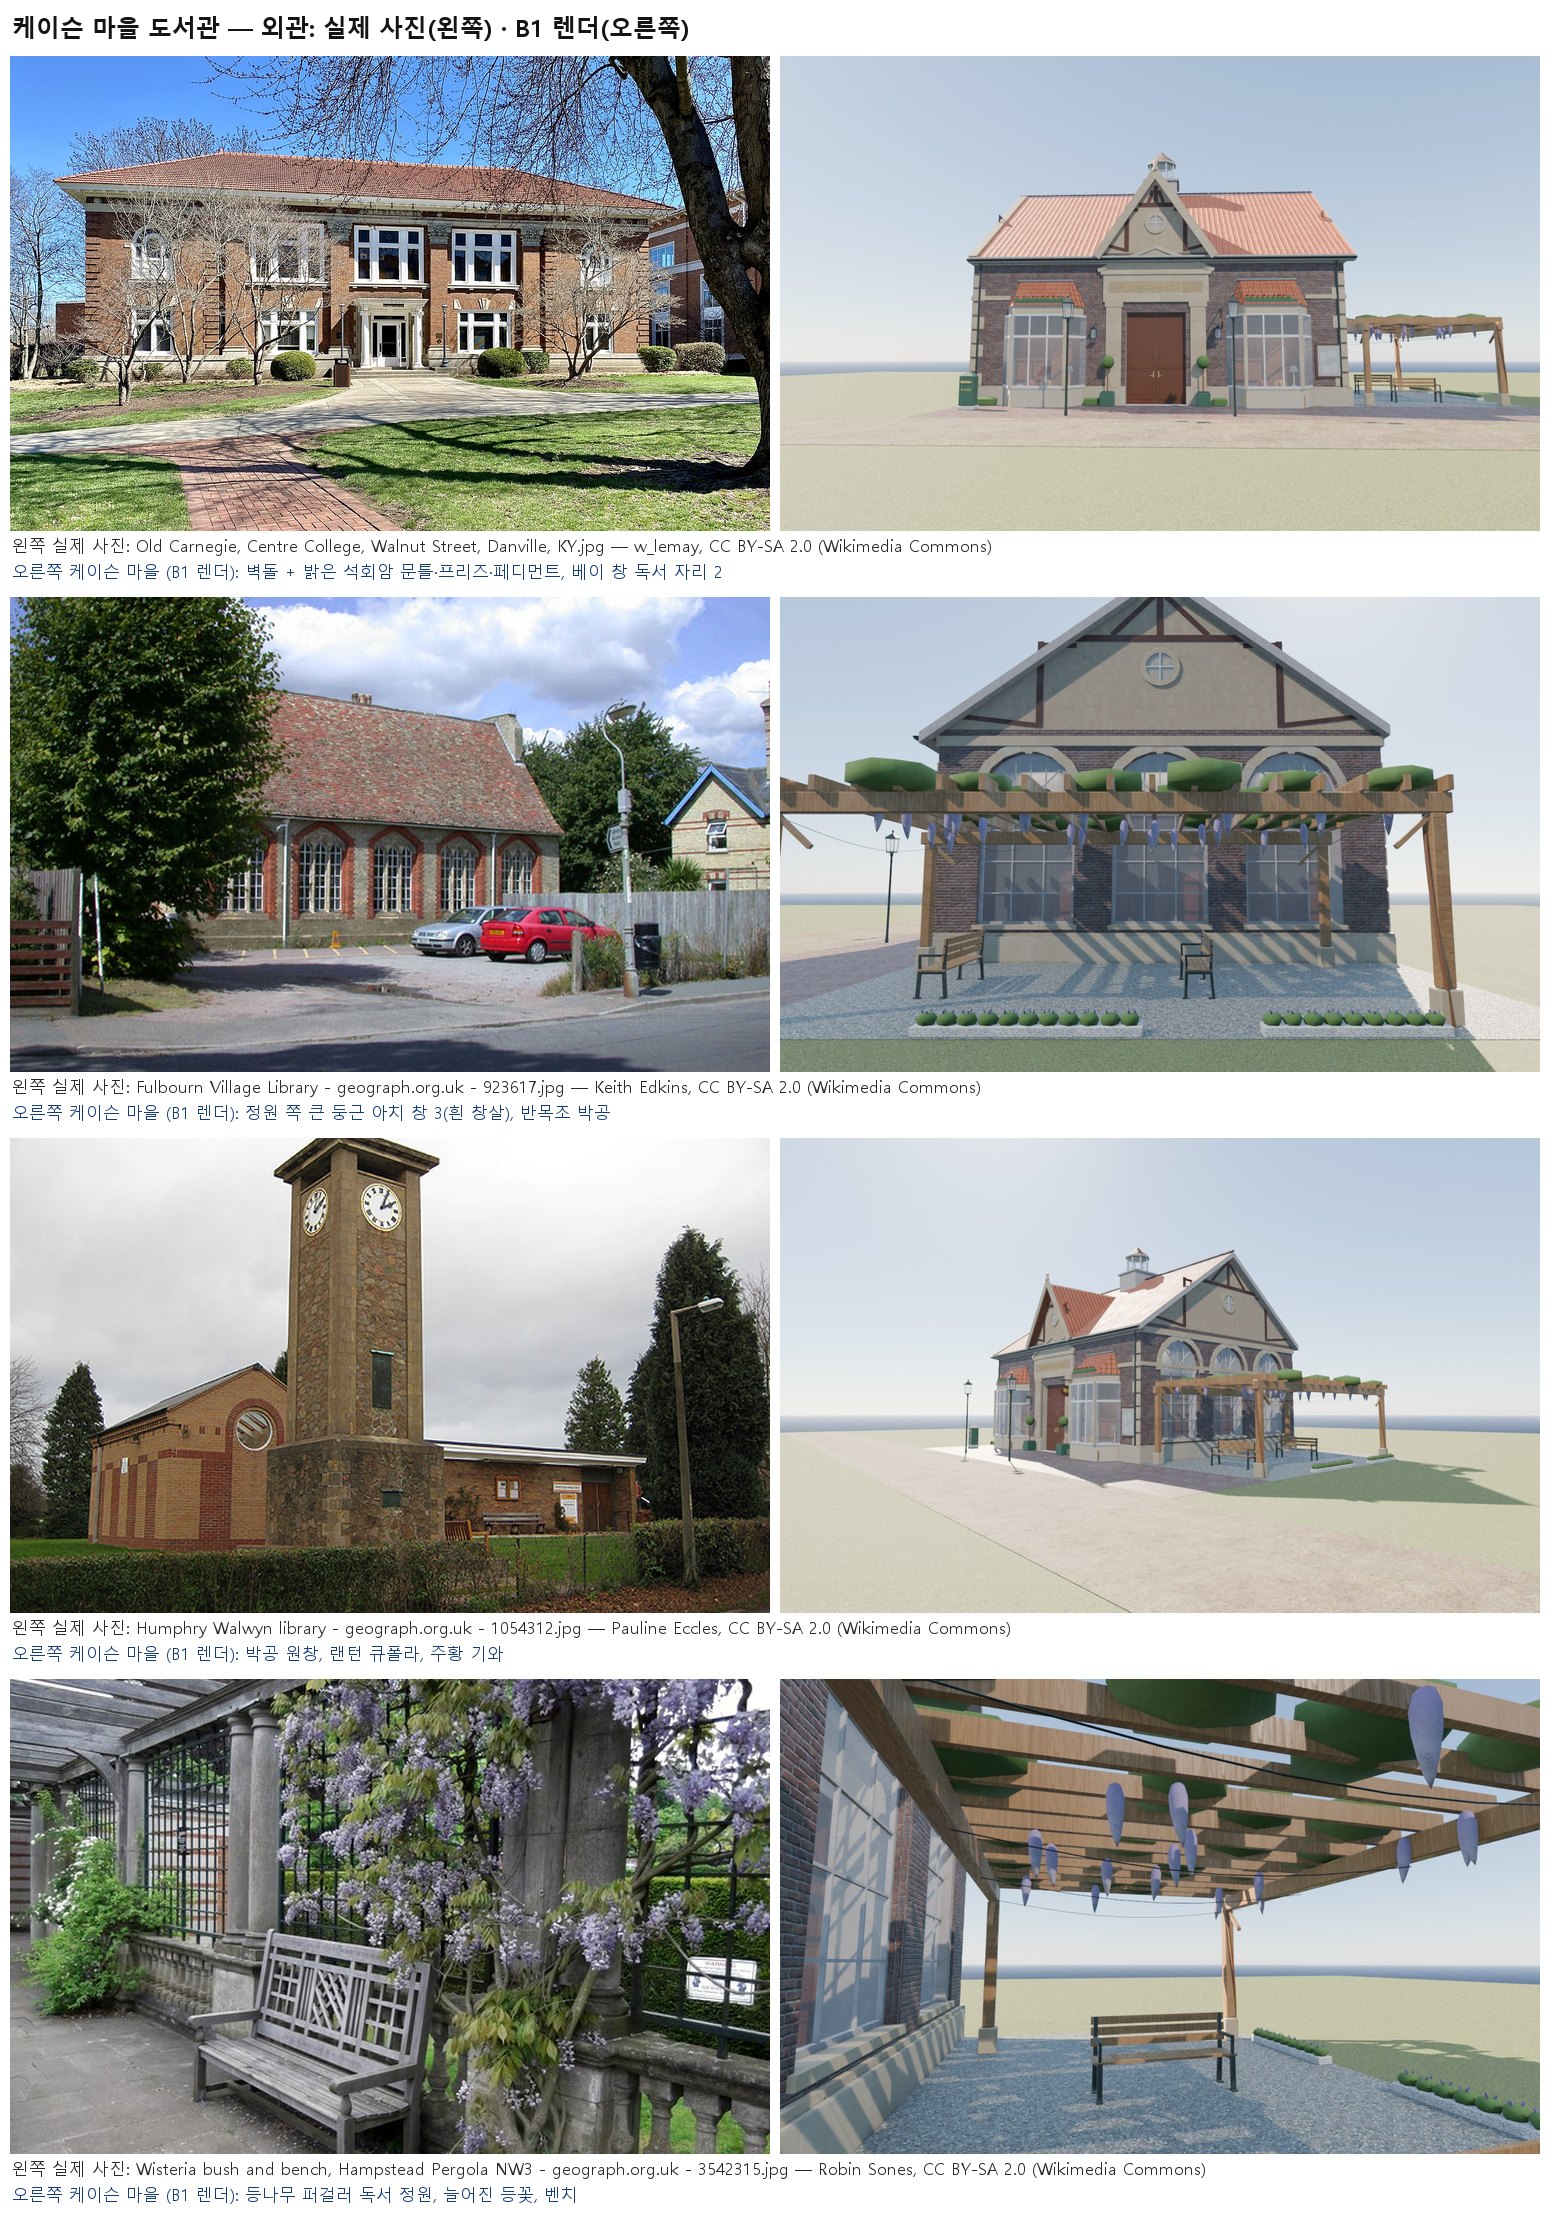 케이슨 마을 도서관 — 외관: 실제 사진(왼쪽) · B1 렌더(오른쪽)
왼쪽 실제 사진: Old Carnegie, Centre College, Walnut Street, Danville, KY.jpg — w_lemay, CC BY-SA 2.0 (Wikimedia Commons)
오른쪽 케이슨 마을 (B1 렌더): 벽돌 + 밝은 석회암 문틀·프리즈·페디먼트, 베이 창 독서 자리 2
왼쪽 실제 사진: Fulbourn Village Library - geograph.org.uk - 923617.jpg — Keith Edkins, CC BY-SA 2.0 (Wikimedia Commons)
오른쪽 케이슨 마을 (B1 렌더): 정원 쪽 큰 둥근 아치 창 3(흰 창살), 반목조 박공
왼쪽 실제 사진: Humphry Walwyn library - geograph.org.uk - 1054312.jpg — Pauline Eccles, CC BY-SA 2.0 (Wikimedia Commons)
오른쪽 케이슨 마을 (B1 렌더): 박공 원창, 랜턴 큐폴라, 주황 기와
왼쪽 실제 사진: Wisteria bush and bench, Hampstead Pergola NW3 - geograph.org.uk - 3542315.jpg — Robin Sones, CC BY-SA 2.0 (Wikimedia Commons)
오른쪽 케이슨 마을 (B1 렌더): 등나무 퍼걸러 독서 정원, 늘어진 등꽃, 벤치